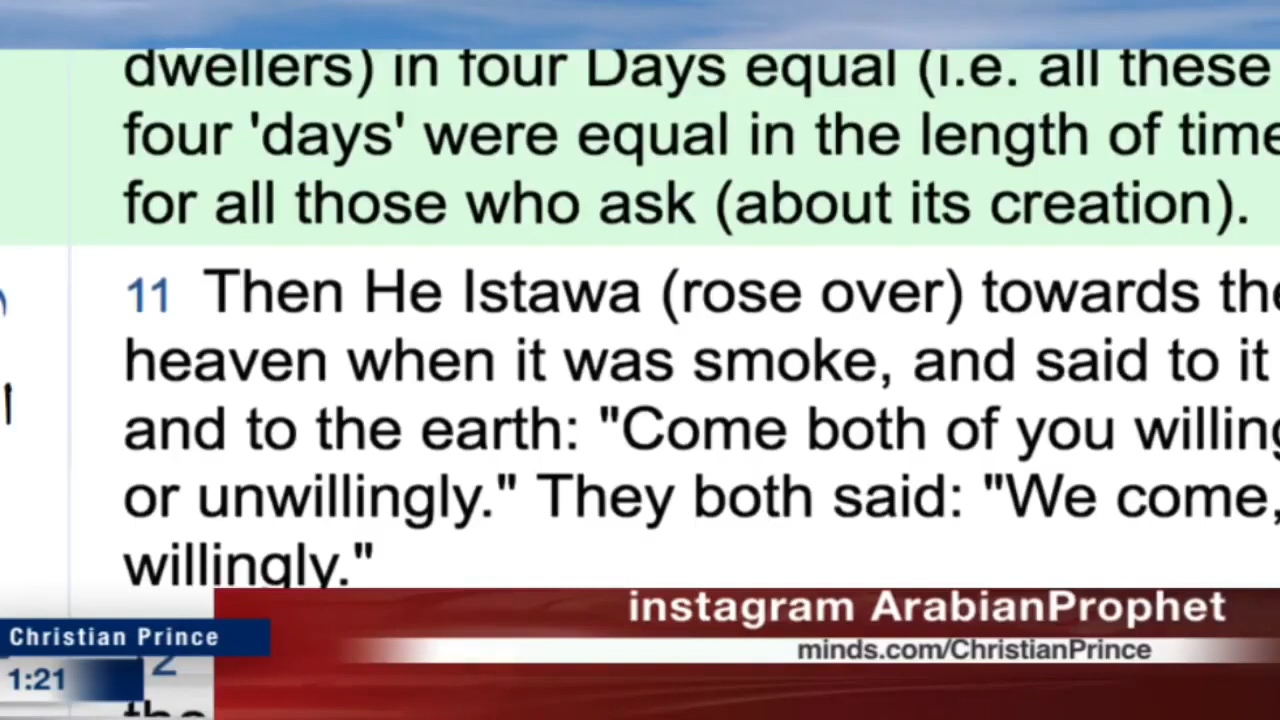 dwellers) in four Days equal (i.e. all these
four 'days' were equal in the length of time
for all those who ask (about its creation).
11 Then He Istawa (rose over) towards the
heaven when it was smoke, and said to it
and to the earth: "Come both of you willing
or unwillingly." They both said: "We come,
willingly."
instagram ArabianProphet
Christian Prince
minds.com/ChristianPrince
1:21
2
the